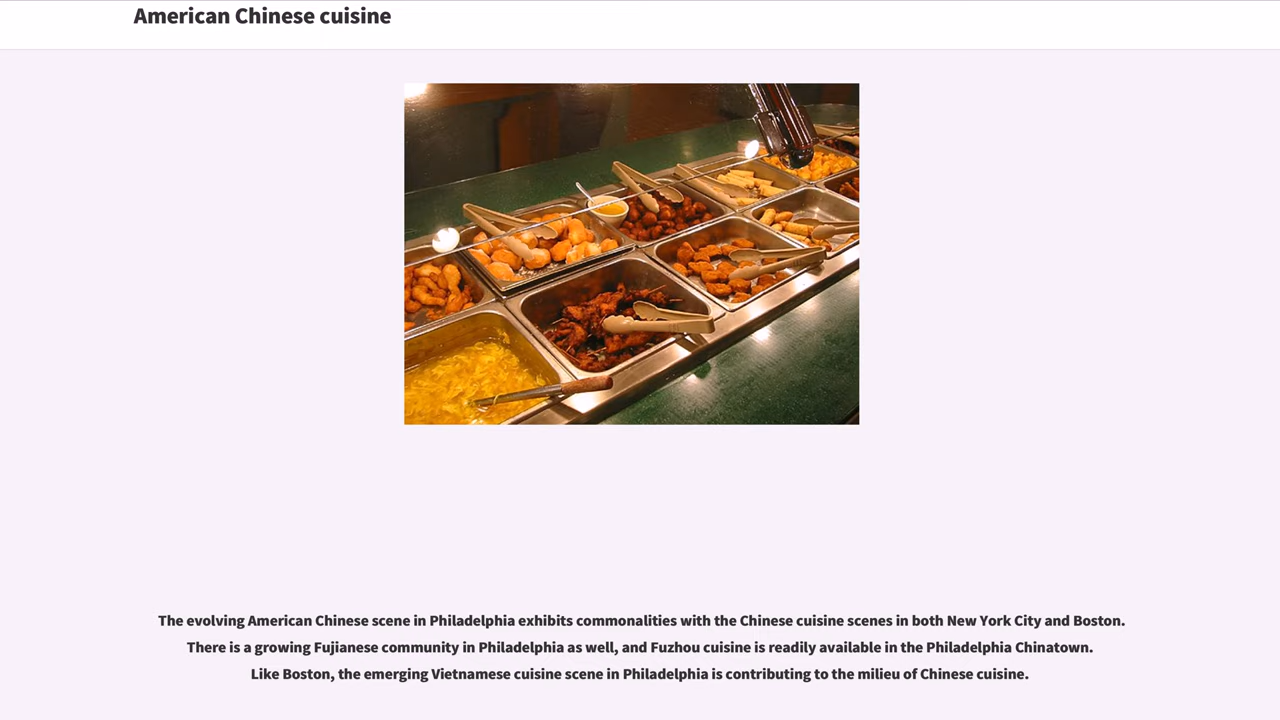 American Chinese cuisine
The evolving American Chinese scene in Philadelphia exhibits commonalities with the Chinese cuisine scenes in both New York City and Boston.
There is a growing Fujianese community in Philadelphia as well, and Fuzhou cuisine is readily available in the Philadelphia Chinatown.
Like Boston, the emerging Vietnamese cuisine scene in Philadelphia is contributing to the milieu of Chinese cuisine.